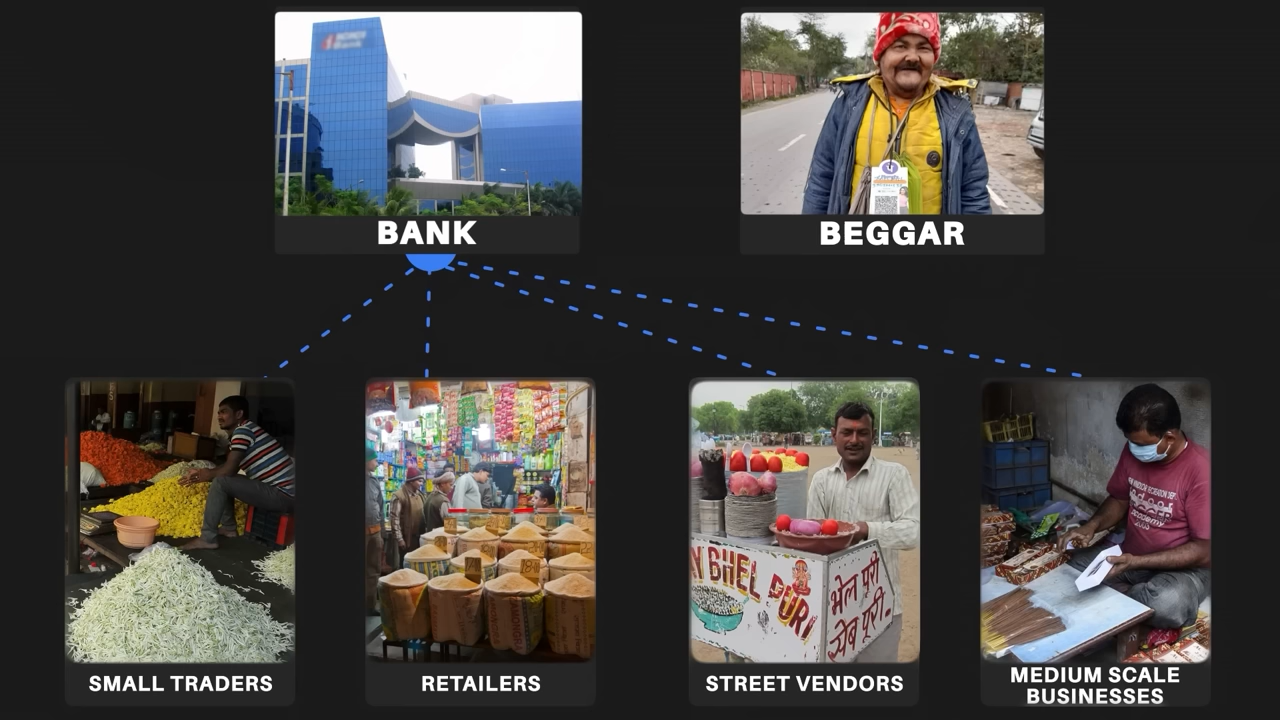 BANK
BEGGAR
BHEL
PURI
भेल पूरी
सेब पूरी.
SMALL TRADERS
RETAILERS
STREET VENDORS
MEDIUM SCALE
BUSINESSES